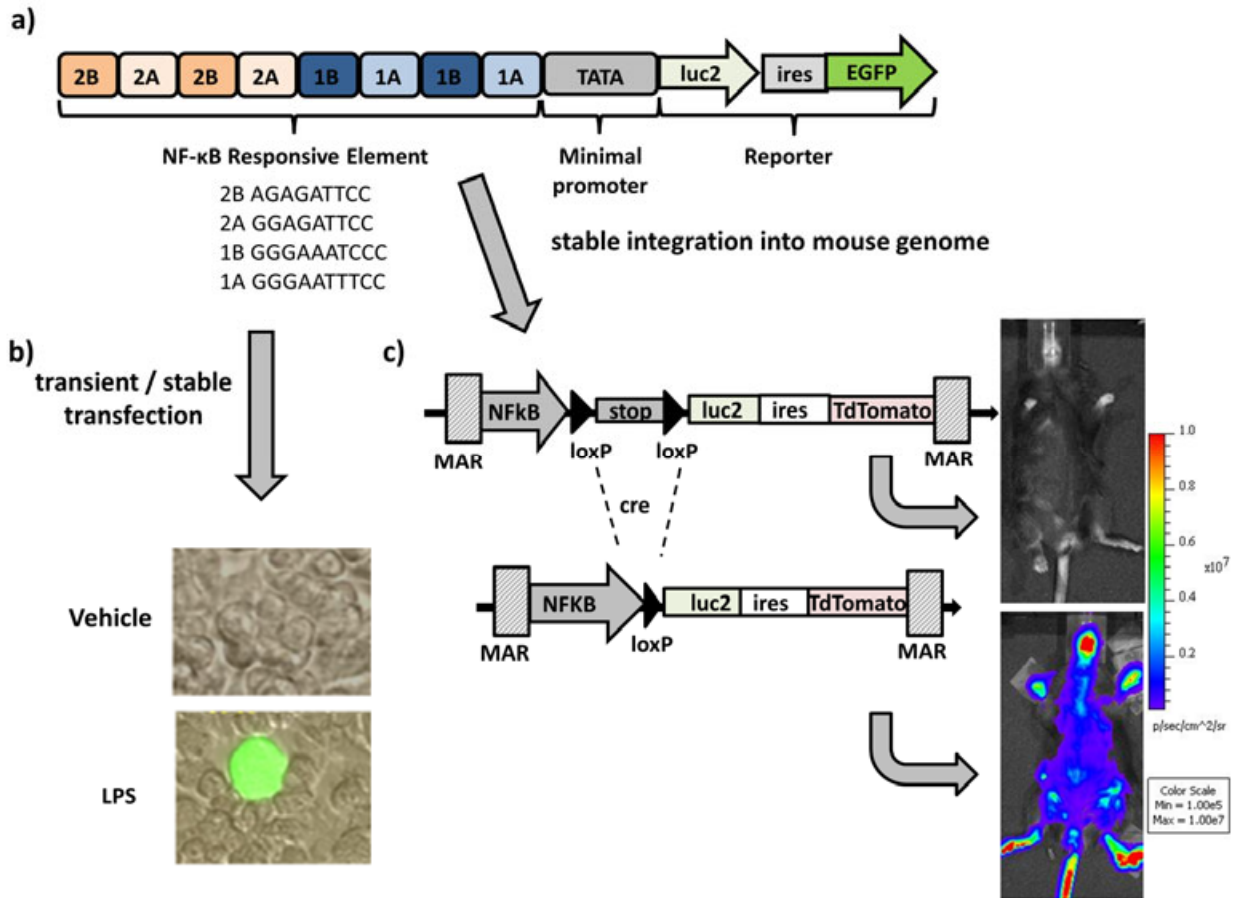 a)
2B 2A 2B 2A 1B 1A 1B 1A TATA luc2 ires EGFP
NF-κB Responsive Element
Minimal
promoter
Reporter
2B AGAGATTCC
2A GGAGATTCC
1B GGGAAATCCC
1A GGGAATTTCC
stable integration into mouse genome
b)
transient / stable
transfection
Vehicle
LPS
c)
NFkB stop luc2 ires TdTomato
MAR loxP loxP MAR
cre
NFKB luc2 ires TdTomato
MAR loxP MAR
1.0
0.8
0.6
x10^7
0.4
0.2
p/sec/cm^2/sr
Color Scale
Min = 1.00e5
Max = 1.00e7